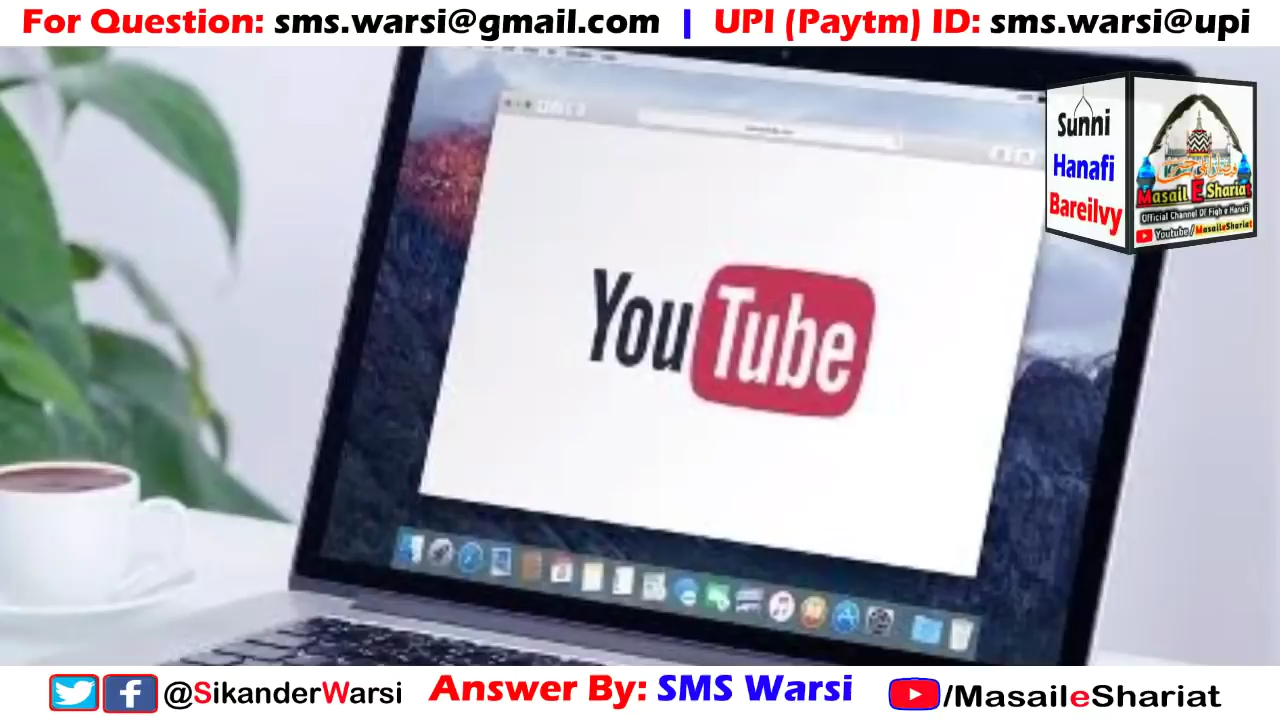 For Question: sms.warsi@gmail.com | UPI (Paytm) ID: sms.warsi@upi
Sunni
Hanafi
Bareilvy
Masail E Shariat
Official Channel Of Fiqh e Hanafi
Youtube/MasaileShariat
YouTube
@SikanderWarsi
Answer By: SMS Warsi
/MasaileShariat